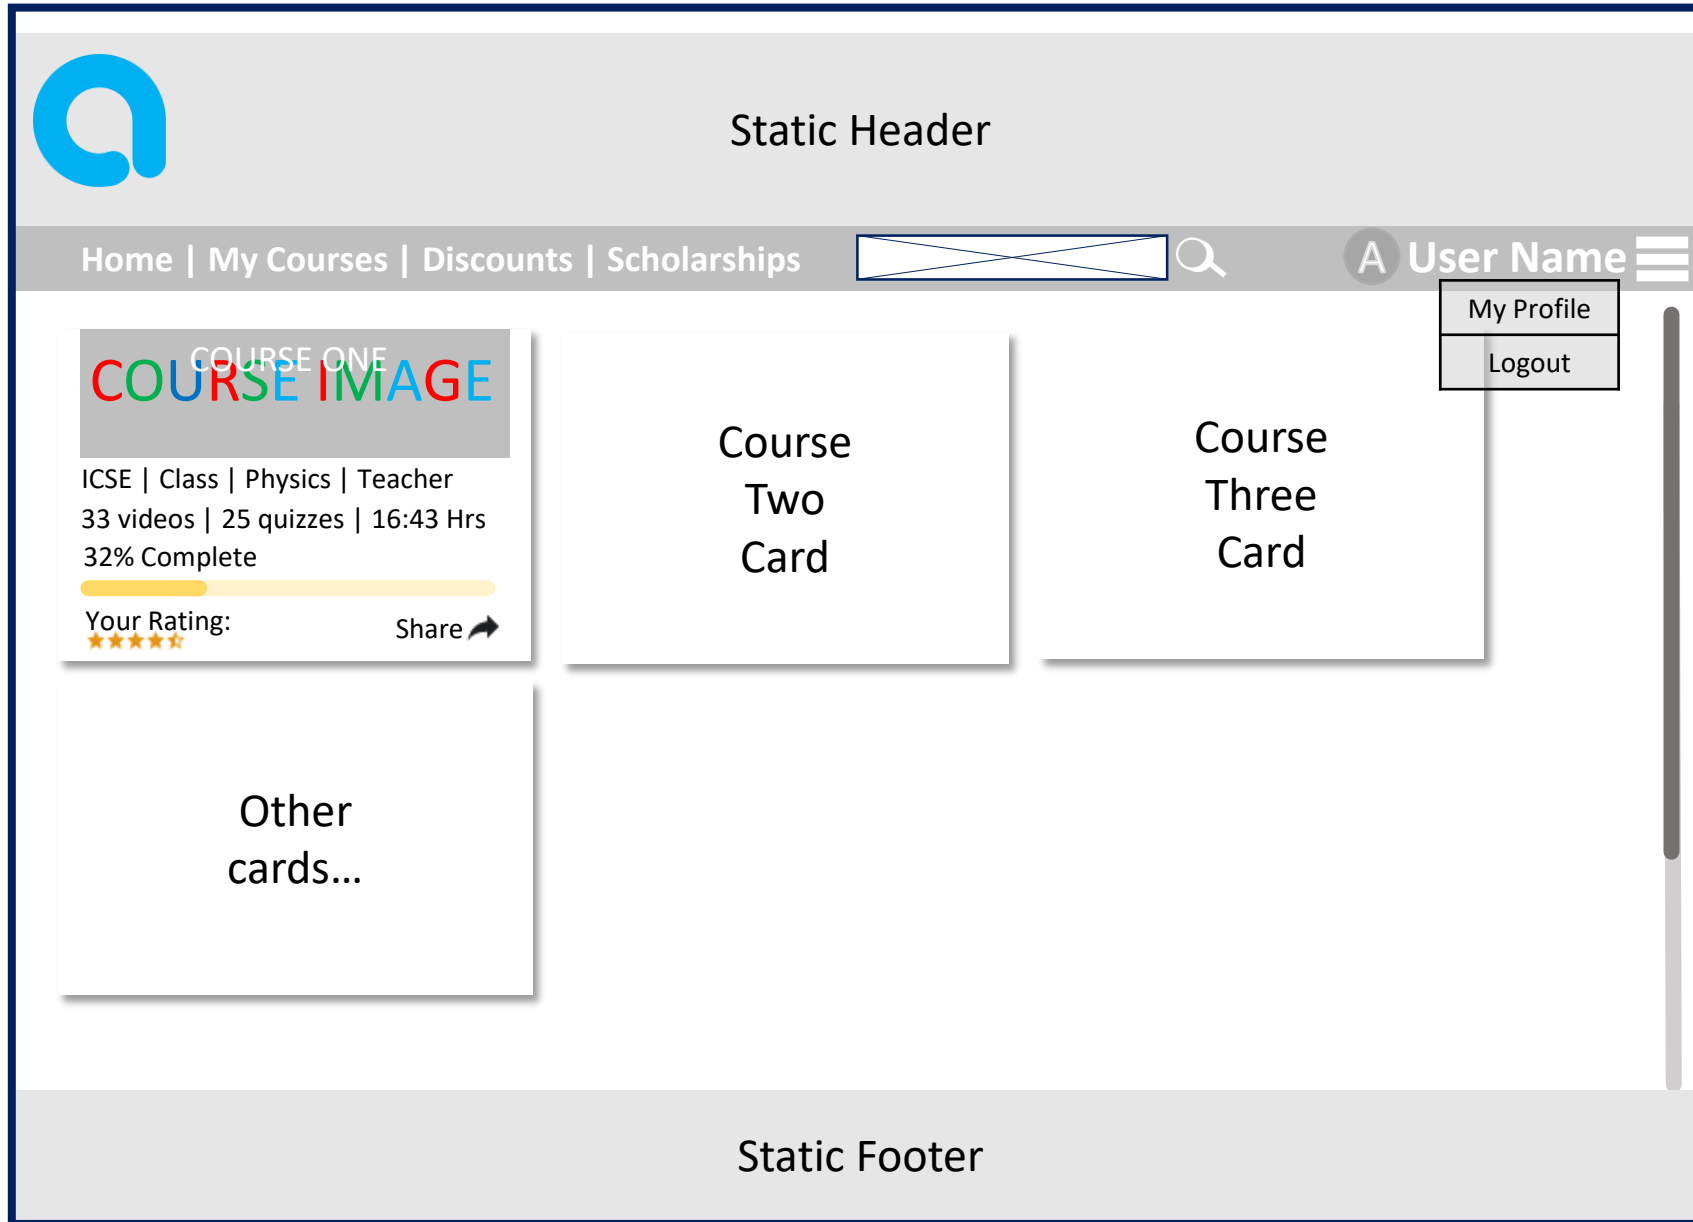 Static Header
Home | My Courses | Discounts | Scholarships
A User Name
My Profile
Logout
COURSE ONE
COURSE IMAGE
ICSE | Class | Physics | Teacher
33 videos | 25 quizzes | 16:43 Hrs
32% Complete
Your Rating:
Share
Course
Two
Card
Course
Three
Card
Other
cards...
Static Footer